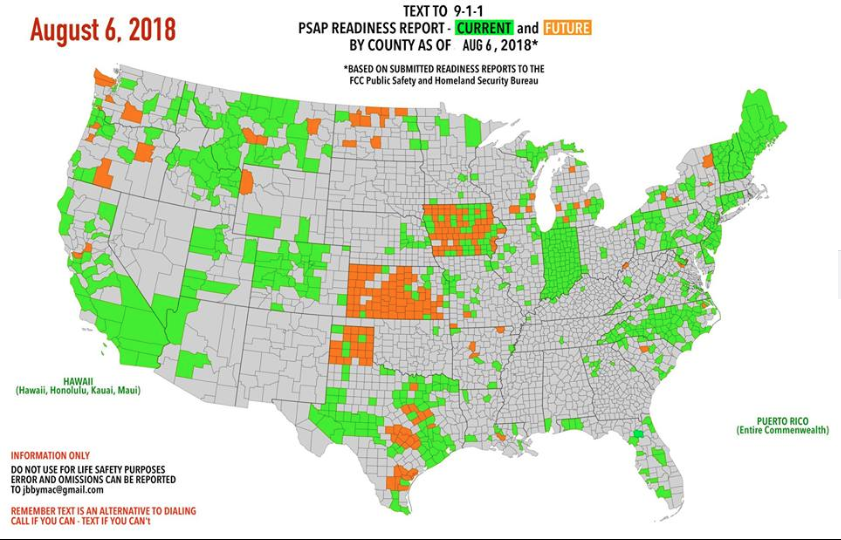 August 6, 2018
TEXT TO 9-1-1
PSAP READINESS REPORT - CURRENT and FUTURE
BY COUNTY AS OF AUG 6, 2018*
*BASED ON SUBMITTED READINESS REPORTS TO THE
FCC Public Safety and Homeland Security Bureau
HAWAII
(Hawaii, Honolulu, Kauai, Maui)
PUERTO RICO
(Entire Commonwealth)
INFORMATION ONLY
DO NOT USE FOR LIFE SAFETY PURPOSES
ERROR AND OMISSIONS CAN BE REPORTED
TO jbbymac@gmail.com
REMEMBER TEXT IS AN ALTERNATIVE TO DIALING
CALL IF YOU CAN - TEXT IF YOU CAN't